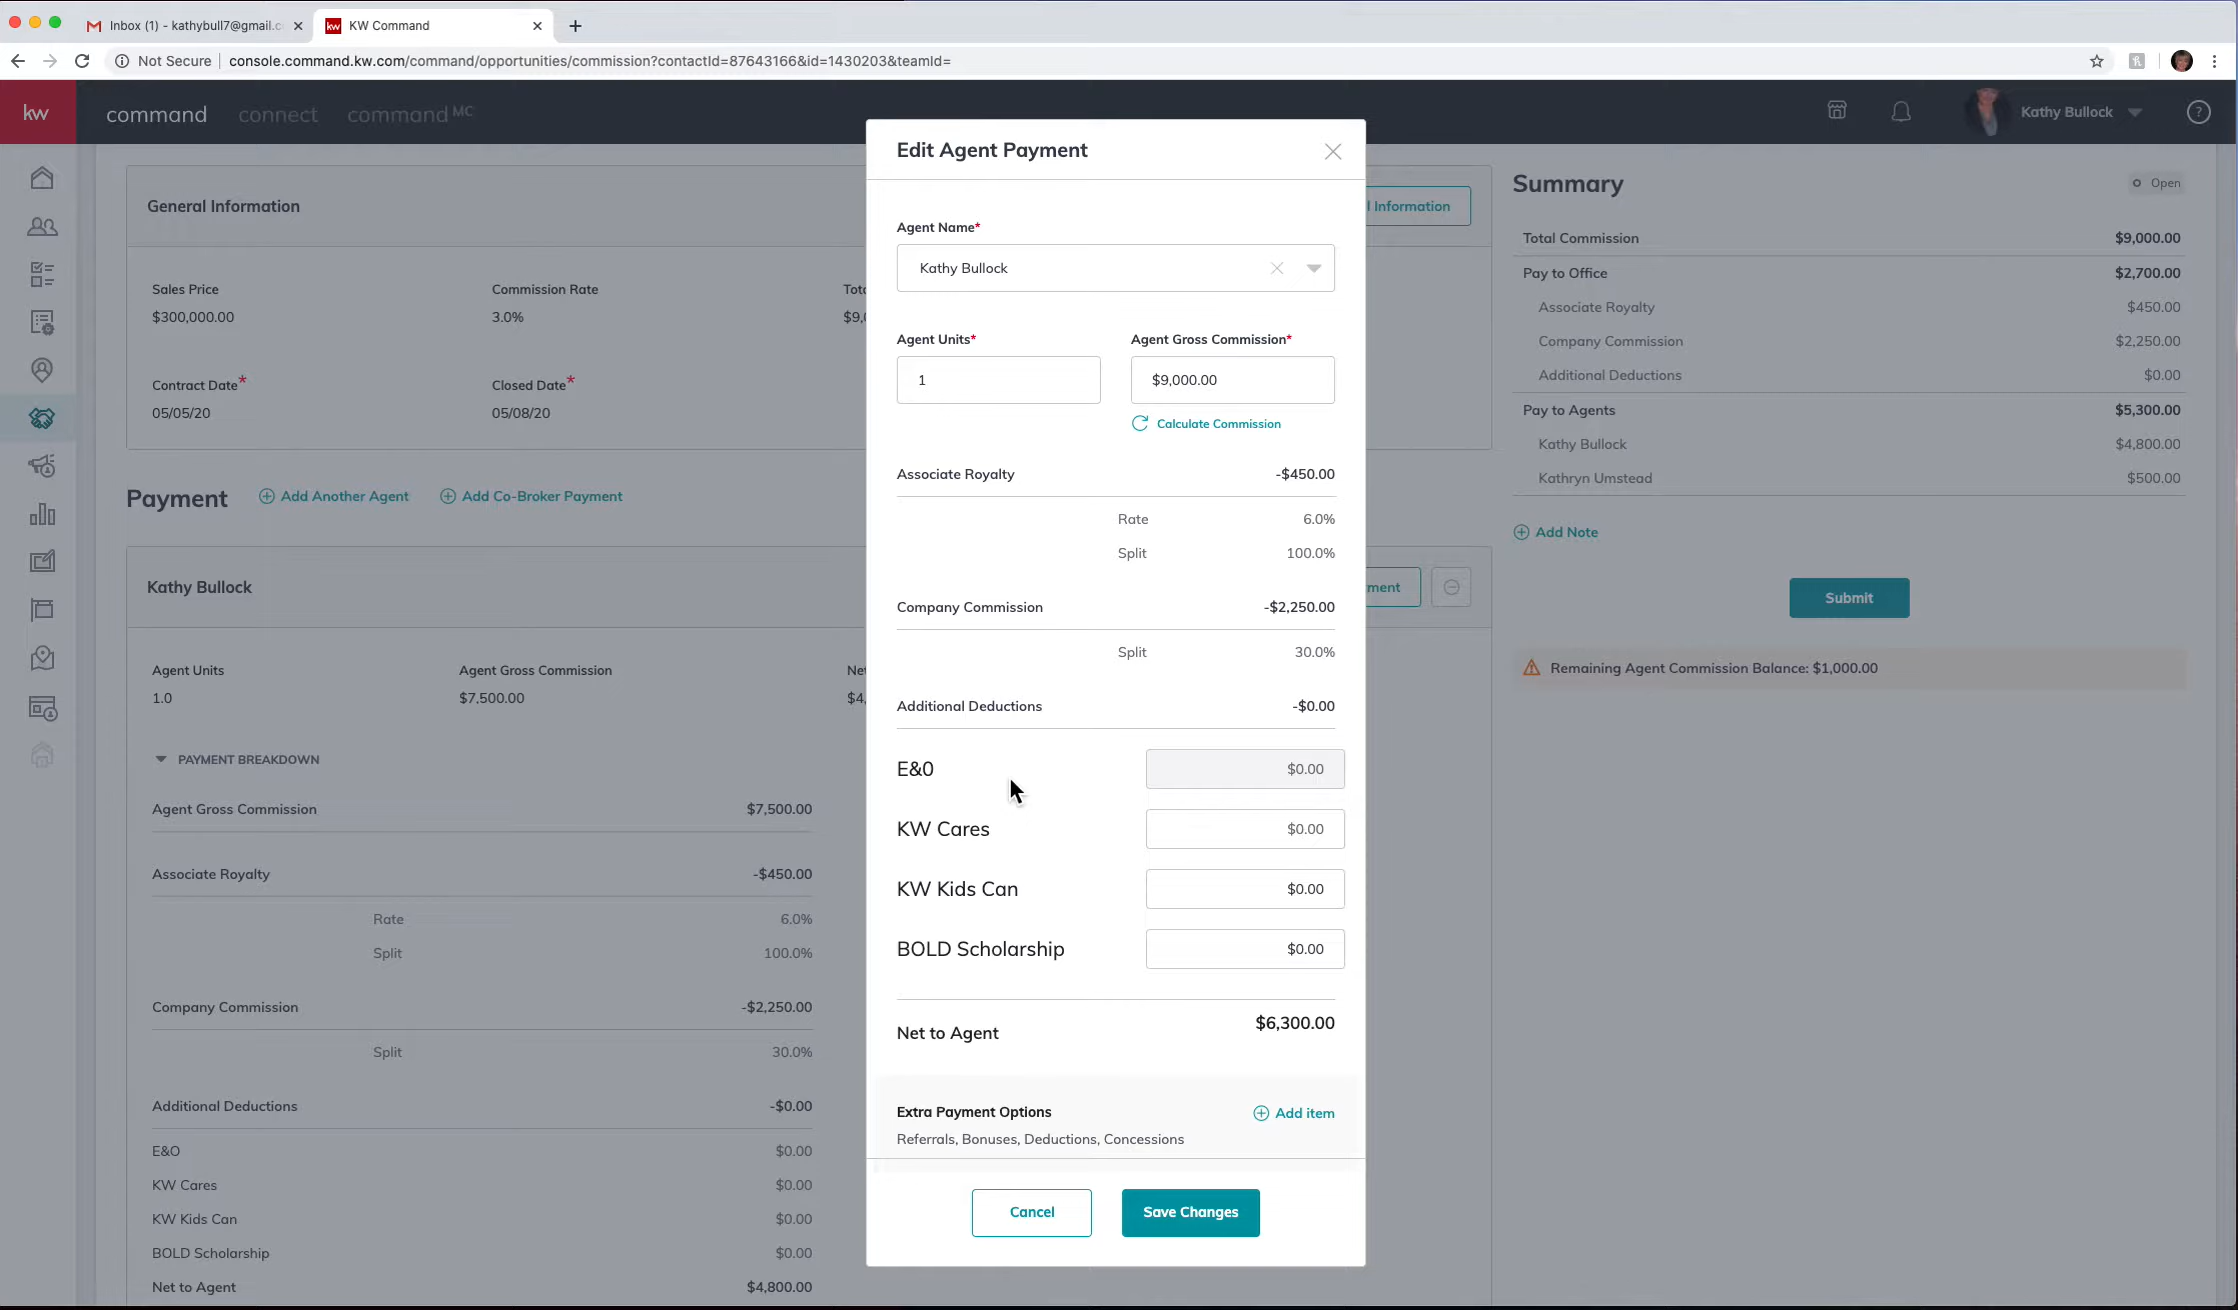 Inbox (1) - kathybull7@gmail.c
KW Command
Not Secure
console.command.kw.com/command/opportunities/commission?contactId=87643166&id=1430203&teamId=
kw
command
connect
command MC
Kathy Bullock
General Information
l Information
Sales Price
Commission Rate
Tota
$300,000.00
3.0%
$9,0
Contract Date*
Closed Date*
05/05/20
05/08/20
Payment
Add Another Agent
Add Co-Broker Payment
Kathy Bullock
ment
Agent Units
Agent Gross Commission
Net
1.0
$7,500.00
$4,
PAYMENT BREAKDOWN
Agent Gross Commission
$7,500.00
Associate Royalty
-$450.00
Rate
6.0%
Split
100.0%
Company Commission
-$2,250.00
Split
30.0%
Additional Deductions
-$0.00
E&O
$0.00
KW Cares
$0.00
KW Kids Can
$0.00
BOLD Scholarship
$0.00
Net to Agent
$4,800.00
Edit Agent Payment
Agent Name*
Kathy Bullock
Agent Units*
Agent Gross Commission*
1
$9,000.00
Calculate Commission
Associate Royalty
-$450.00
Rate
6.0%
Split
100.0%
Company Commission
-$2,250.00
Split
30.0%
Additional Deductions
-$0.00
E&0
$0.00
KW Cares
$0.00
KW Kids Can
$0.00
BOLD Scholarship
$0.00
Net to Agent
$6,300.00
Extra Payment Options
Add item
Referrals, Bonuses, Deductions, Concessions
Cancel
Save Changes
Summary
Open
Total Commission
$9,000.00
Pay to Office
$2,700.00
Associate Royalty
$450.00
Company Commission
$2,250.00
Additional Deductions
$0.00
Pay to Agents
$5,300.00
Kathy Bullock
$4,800.00
Kathryn Umstead
$500.00
Add Note
Submit
Remaining Agent Commission Balance: $1,000.00